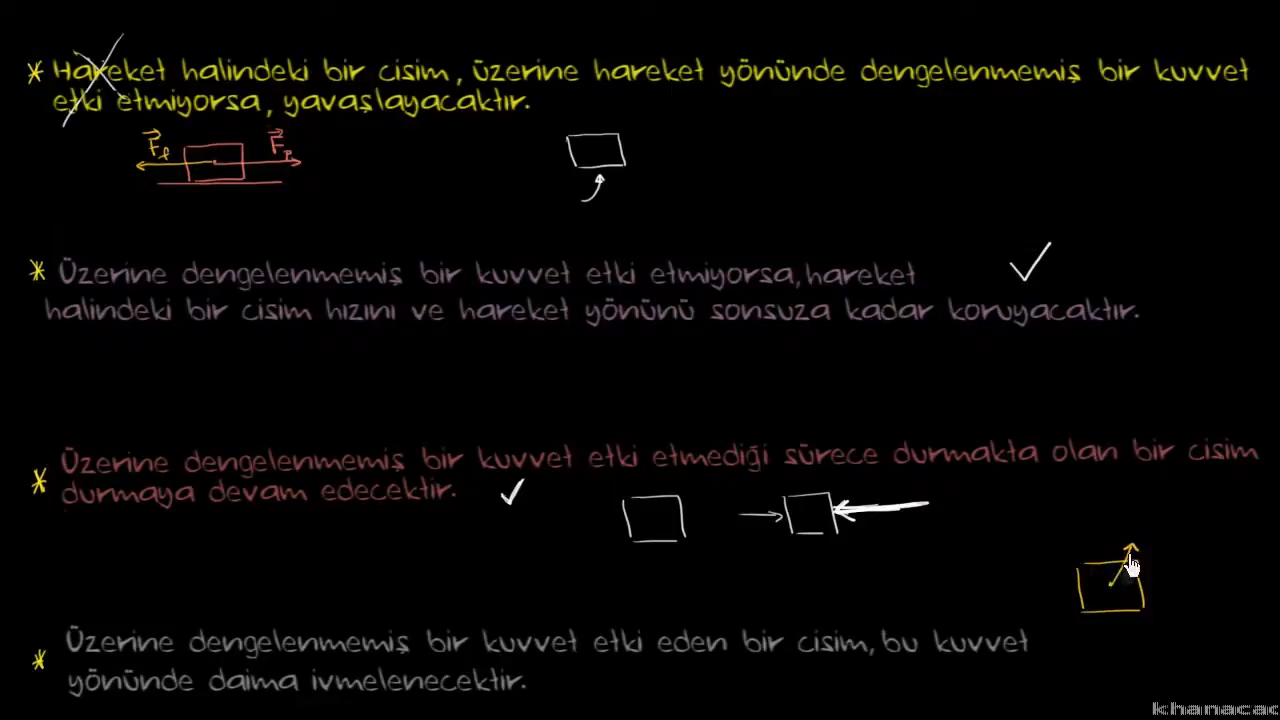 * Hareket halindeki bir cisim, üzerine hareket yönünde dengelenmemiş bir kuvvet
etki etmiyorsa, yavaşlayacaktır.
F⃗f F⃗p
* Üzerine dengelenmemiş bir kuvvet etki etmiyorsa, hareket
halindeki bir cisim hızını ve hareket yönünü sonsuza kadar koruyacaktır.
* Üzerine dengelenmemiş bir kuvvet etki etmediği sürece durmakta olan bir cisim
durmaya devam edecektir.
* Üzerine dengelenmemiş bir kuvvet etki eden bir cisim, bu kuvvet
yönünde daima ivmelenecektir.
khanacac